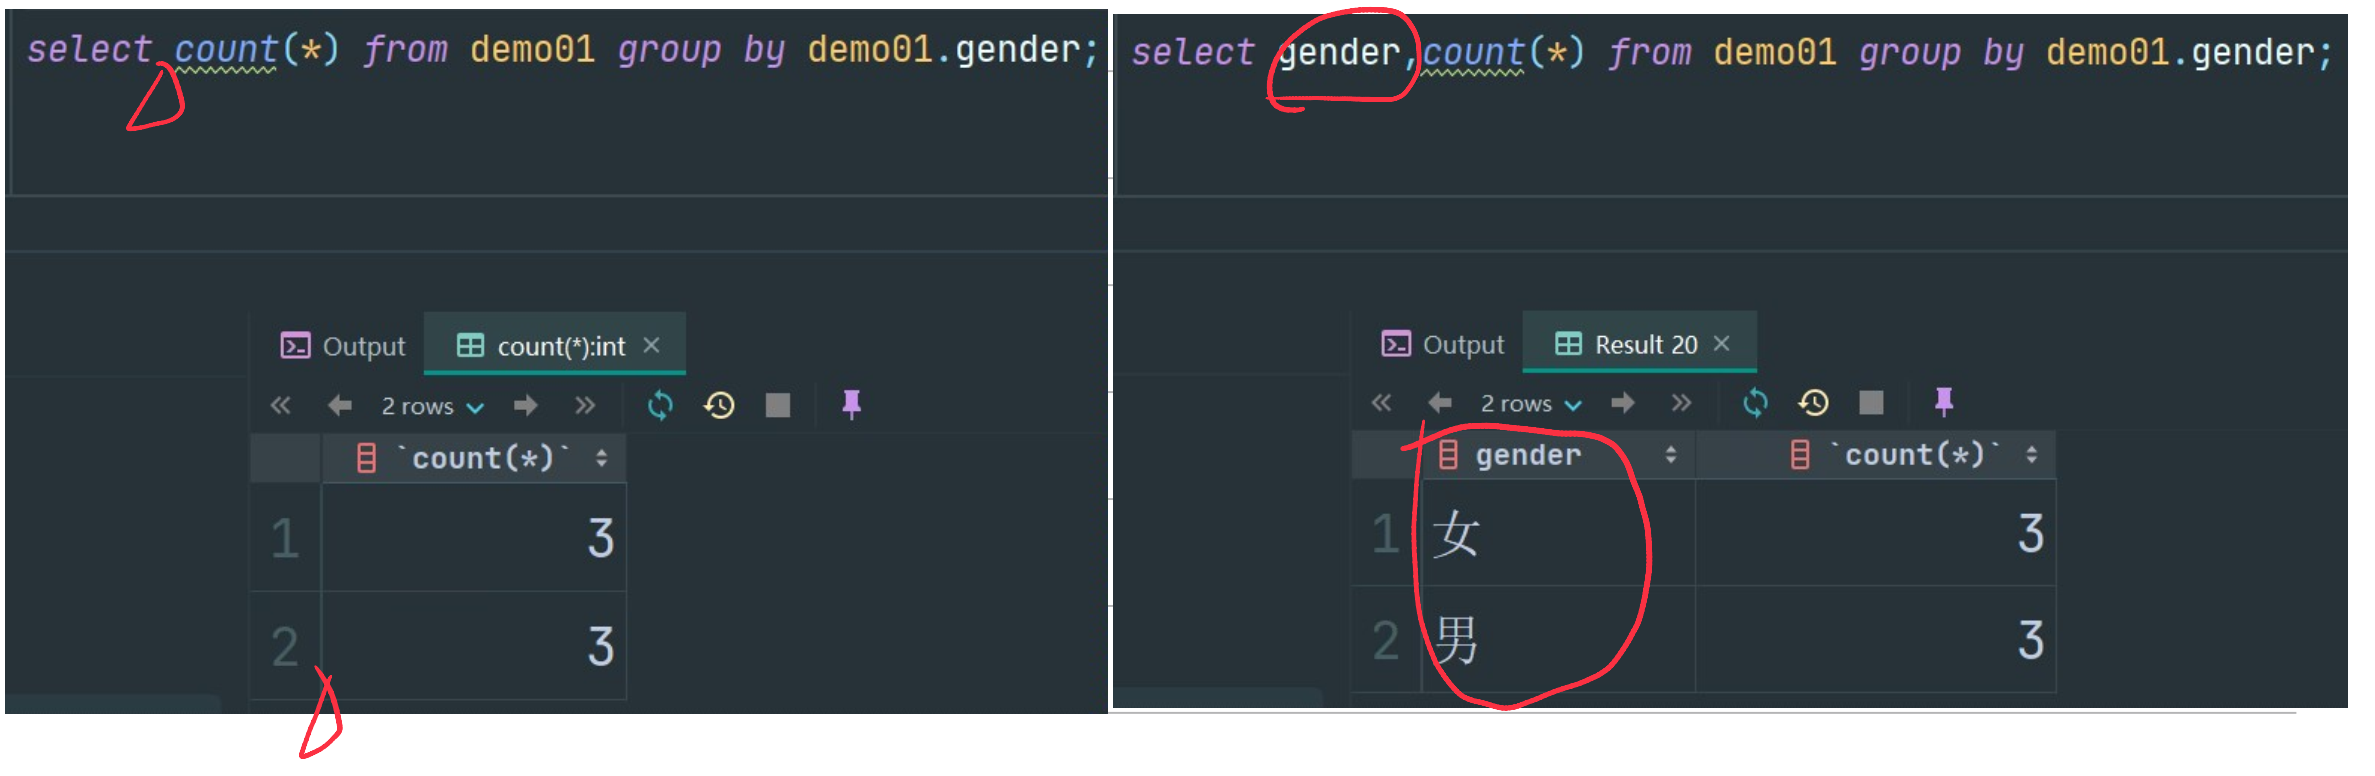 select count(*) from demo01 group by demo01.gender;
Output
count(*):int
2 rows
`count(*)`
1 3
2 3
select gender,count(*) from demo01 group by demo01.gender;
Output
Result 20
2 rows
gender `count(*)`
1 女 3
2 男 3